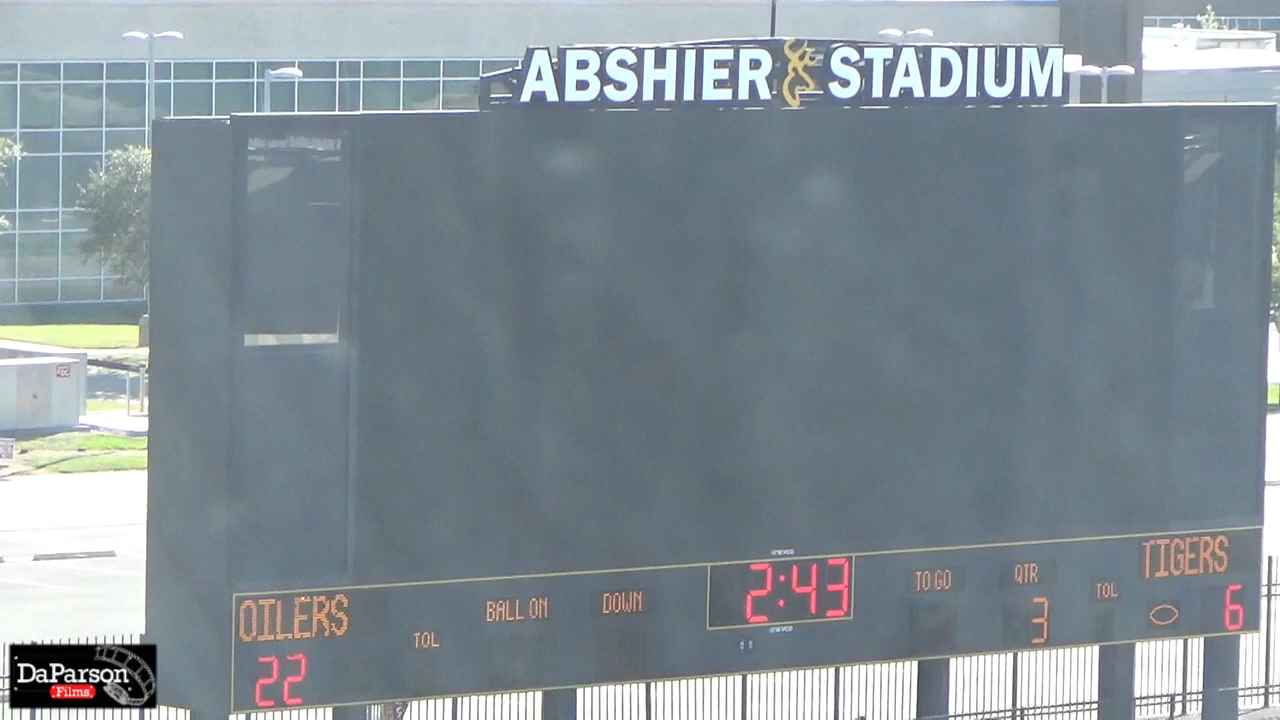 ABSHIER STADIUM
OILERS
22
TOL
BALL ON
DOWN
2:43
TO GO
QTR
3
TOL
TIGERS
6
DaParson
Films.